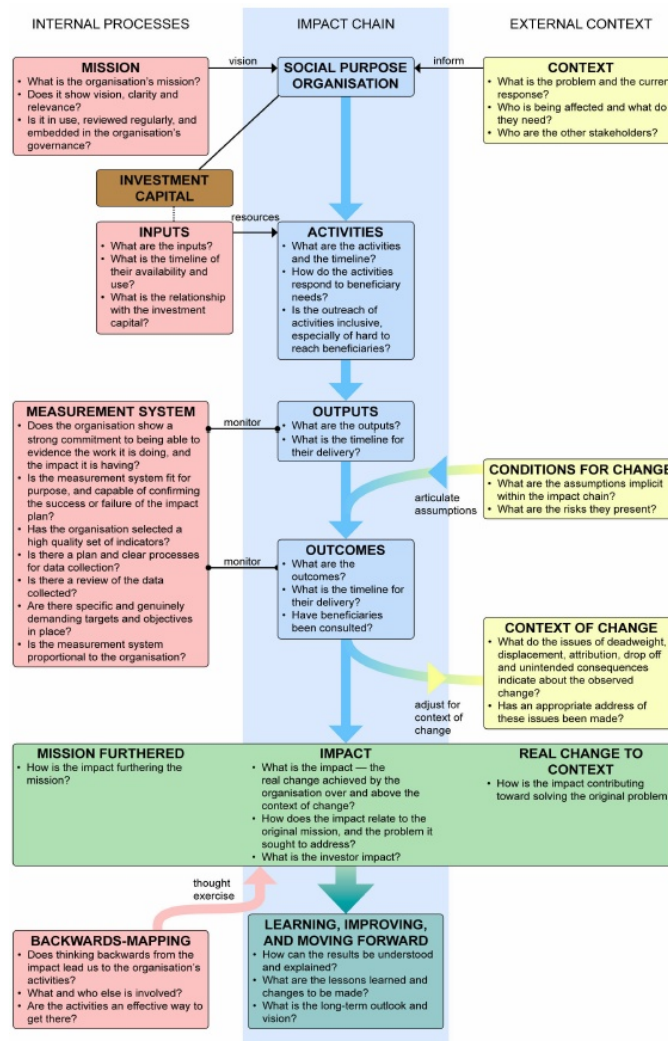 INTERNAL PROCESSES
IMPACT CHAIN
EXTERNAL CONTEXT
MISSION
• What is the organisation's mission?
• Does it show vision, clarity and
relevance?
• Is it in use, reviewed regularly, and
embedded in the organisation's
governance?
vision
SOCIAL PURPOSE
ORGANISATION
inform
CONTEXT
• What is the problem and the curren
response?
• Who is being affected and what do
they need?
• Who are the other stakeholders?
INVESTMENT
CAPITAL
INPUTS
• What are the inputs?
• What is the timeline of
their availability and
use?
• What is the relationship
with the investment
capital?
resources
ACTIVITIES
• What are the activities
and the timeline?
• How do the activities
respond to beneficiary
needs?
• Is the outreach of
activities inclusive,
especially of hard to
reach beneficiaries?
MEASUREMENT SYSTEM
• Does the organisation show a
strong commitment to being able to
evidence the work it is doing, and
the impact it is having?
• Is the measurement system fit for
purpose, and capable of confirming
the success or failure of the impact
plan?
• Has the organisation selected a
high quality set of indicators?
• Is there a plan and clear processes
for data collection?
• Is there a review of the data
collected?
• Are there specific and genuinely
demanding targets and objectives
in place?
• Is the measurement system
proportional to the organisation?
monitor
OUTPUTS
• What are the outputs?
• What is the timeline for
their delivery?
articulate
assumptions
CONDITIONS FOR CHANGE
• What are the assumptions implicit
within the impact chain?
• What are the risks they present?
monitor
OUTCOMES
• What are the
outcomes?
• What is the timeline for
their delivery?
• Have beneficiaries
been consulted?
adjust for
context of
change
CONTEXT OF CHANGE
• What do the issues of deadweight,
displacement, attribution, drop off
and unintended consequences
indicate about the observed
change?
• Has an appropriate address of
these issues been made?
MISSION FURTHERED
• How is the impact furthering the
mission?
IMPACT
• What is the impact — the
real change achieved by the
organisation over and above the
context of change?
• How does the impact relate to the
original mission, and the problem it
sought to address?
• What is the investor impact?
REAL CHANGE TO
CONTEXT
• How is the impact contributing
toward solving the original problem
thought
exercise
BACKWARDS-MAPPING
• Does thinking backwards from the
impact lead us to the organisation's
activities?
• What and who else is involved?
• Are the activities an effective way to
get there?
LEARNING, IMPROVING,
AND MOVING FORWARD
• How can the results be understood
and explained?
• What are the lessons learned and
changes to be made?
• What is the long-term outlook and
vision?